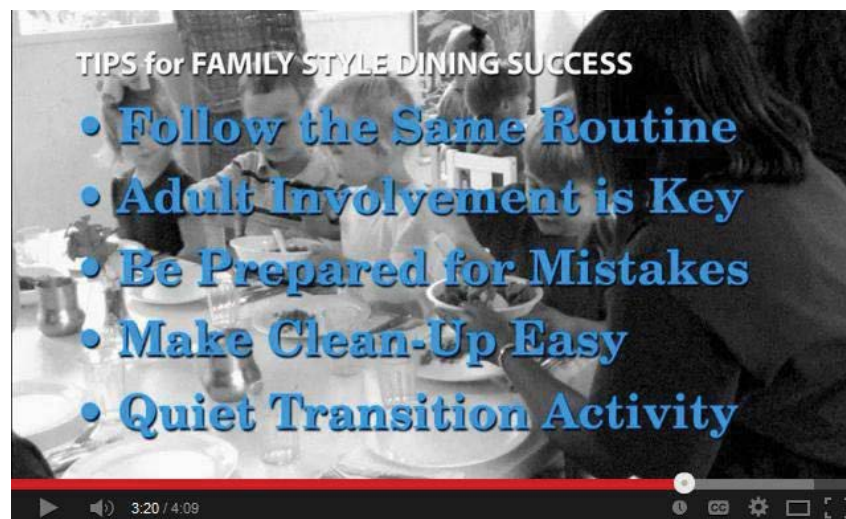 TIPS for FAMILY STYLE DINING SUCCESS
• Follow the Same Routine
• Adult Involvement is Key
• Be Prepared for Mistakes
• Make Clean-Up Easy
• Quiet Transition Activity
3:20 / 4:09 CC